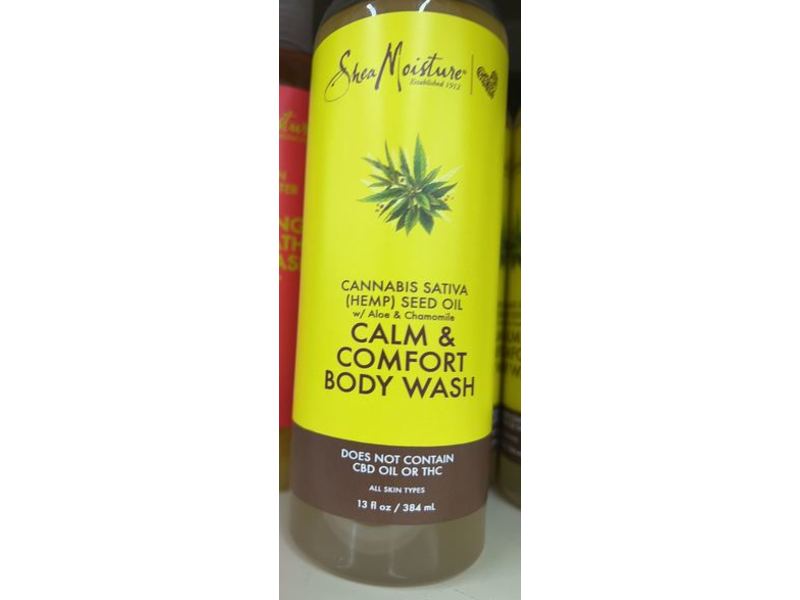 SheaMoisture
Established 1912
CANNABIS SATIVA
(HEMP) SEED OIL
w/ Aloe & Chamomile
CALM &
COMFORT
BODY WASH
DOES NOT CONTAIN
CBD OIL OR THC
ALL SKIN TYPES
13 fl oz / 384 mL